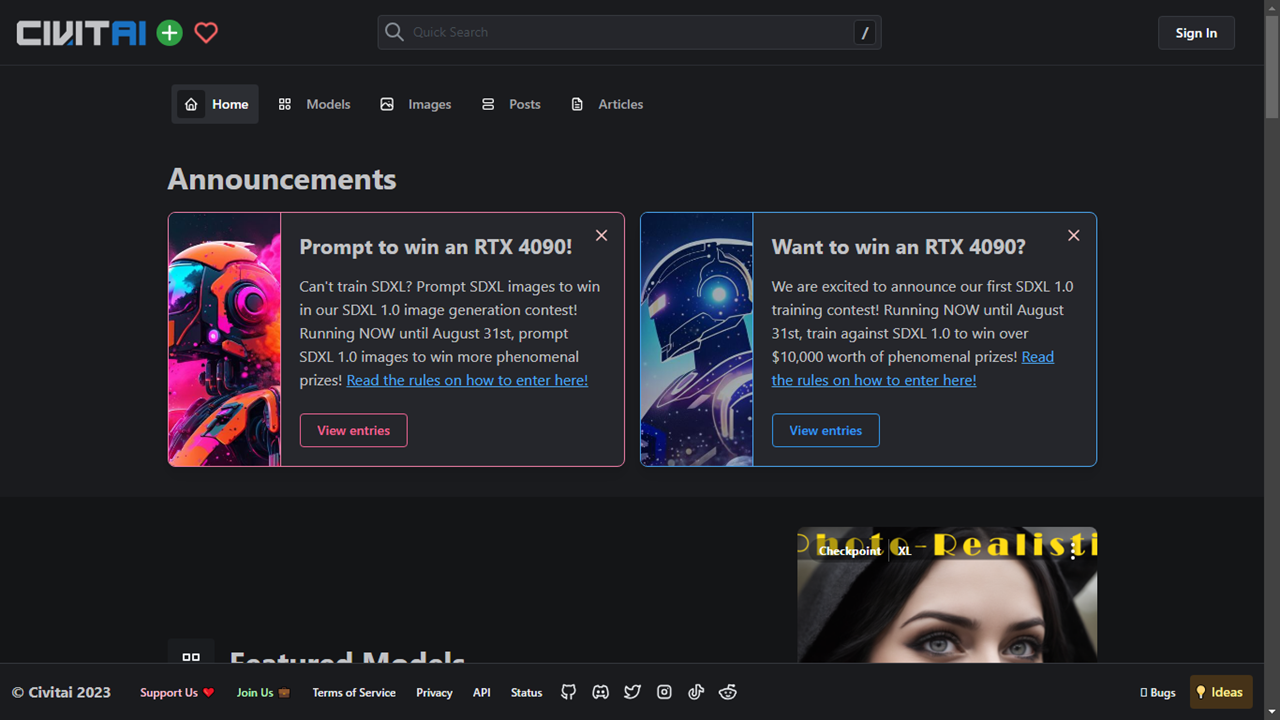 CIVITAI
Quick Search
/
Sign In
Home
Models
Images
Posts
Articles
Announcements
Prompt to win an RTX 4090!
Can't train SDXL? Prompt SDXL images to win
in our SDXL 1.0 image generation contest!
Running NOW until August 31st, prompt
SDXL 1.0 images to win more phenomenal
prizes! Read the rules on how to enter here!
View entries
Want to win an RTX 4090?
We are excited to announce our first SDXL 1.0
training contest! Running NOW until August
31st, train against SDXL 1.0 to win over
$10,000 worth of phenomenal prizes! Read
the rules on how to enter here!
View entries
Photo-Realisti
Checkpoint XL
Featured Models
© Civitai 2023
Support Us
Join Us
Terms of Service
Privacy
API
Status
Bugs
Ideas